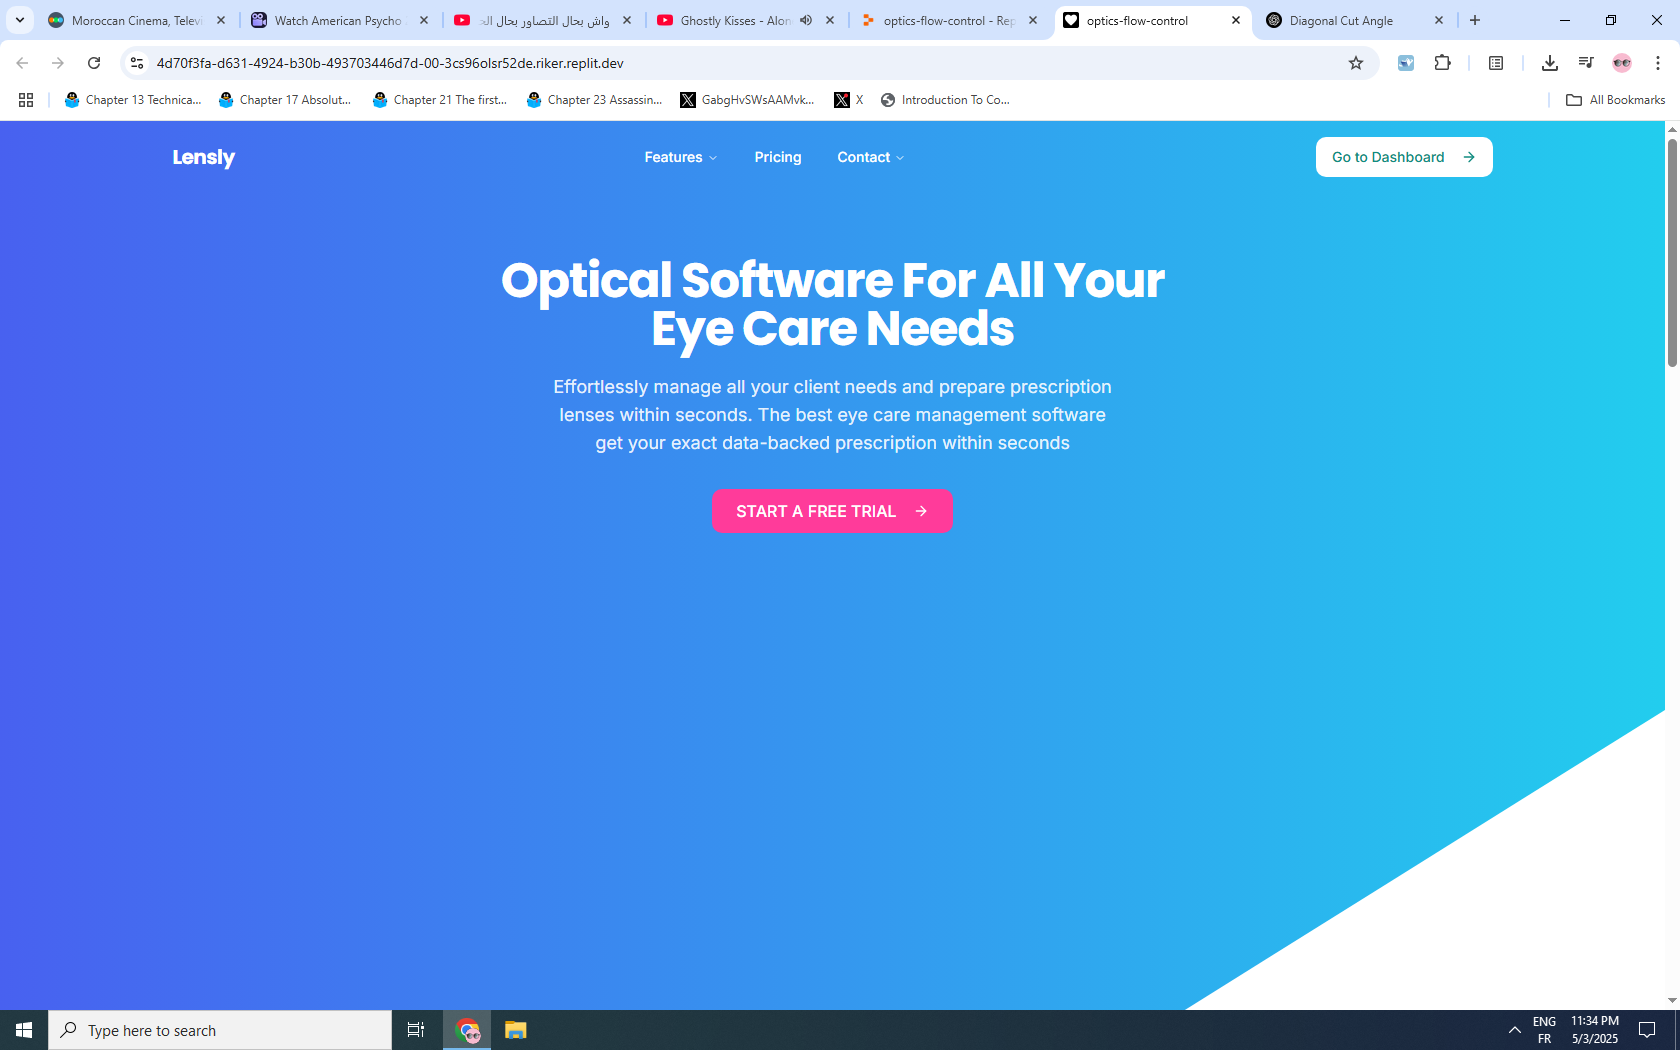 Moroccan Cinema, Televi
Watch American Psycho
واش بحال التصاور بحال الح
Ghostly Kisses - Alon
optics-flow-control - Rep
optics-flow-control
Diagonal Cut Angle
4d70f3fa-d631-4924-b30b-493703446d7d-00-3cs96olsr52de.riker.replit.dev
Chapter 13 Technica...
Chapter 17 Absolut...
Chapter 21 The first...
Chapter 23 Assassin...
GabgHvSWsAAMvk...
X
Introduction To Co...
All Bookmarks
Lensly
Features
Pricing
Contact
Go to Dashboard
Optical Software For All Your
Eye Care Needs
Effortlessly manage all your client needs and prepare prescription
lenses within seconds. The best eye care management software
get your exact data-backed prescription within seconds
START A FREE TRIAL
Type here to search
ENG
FR
11:34 PM
5/3/2025